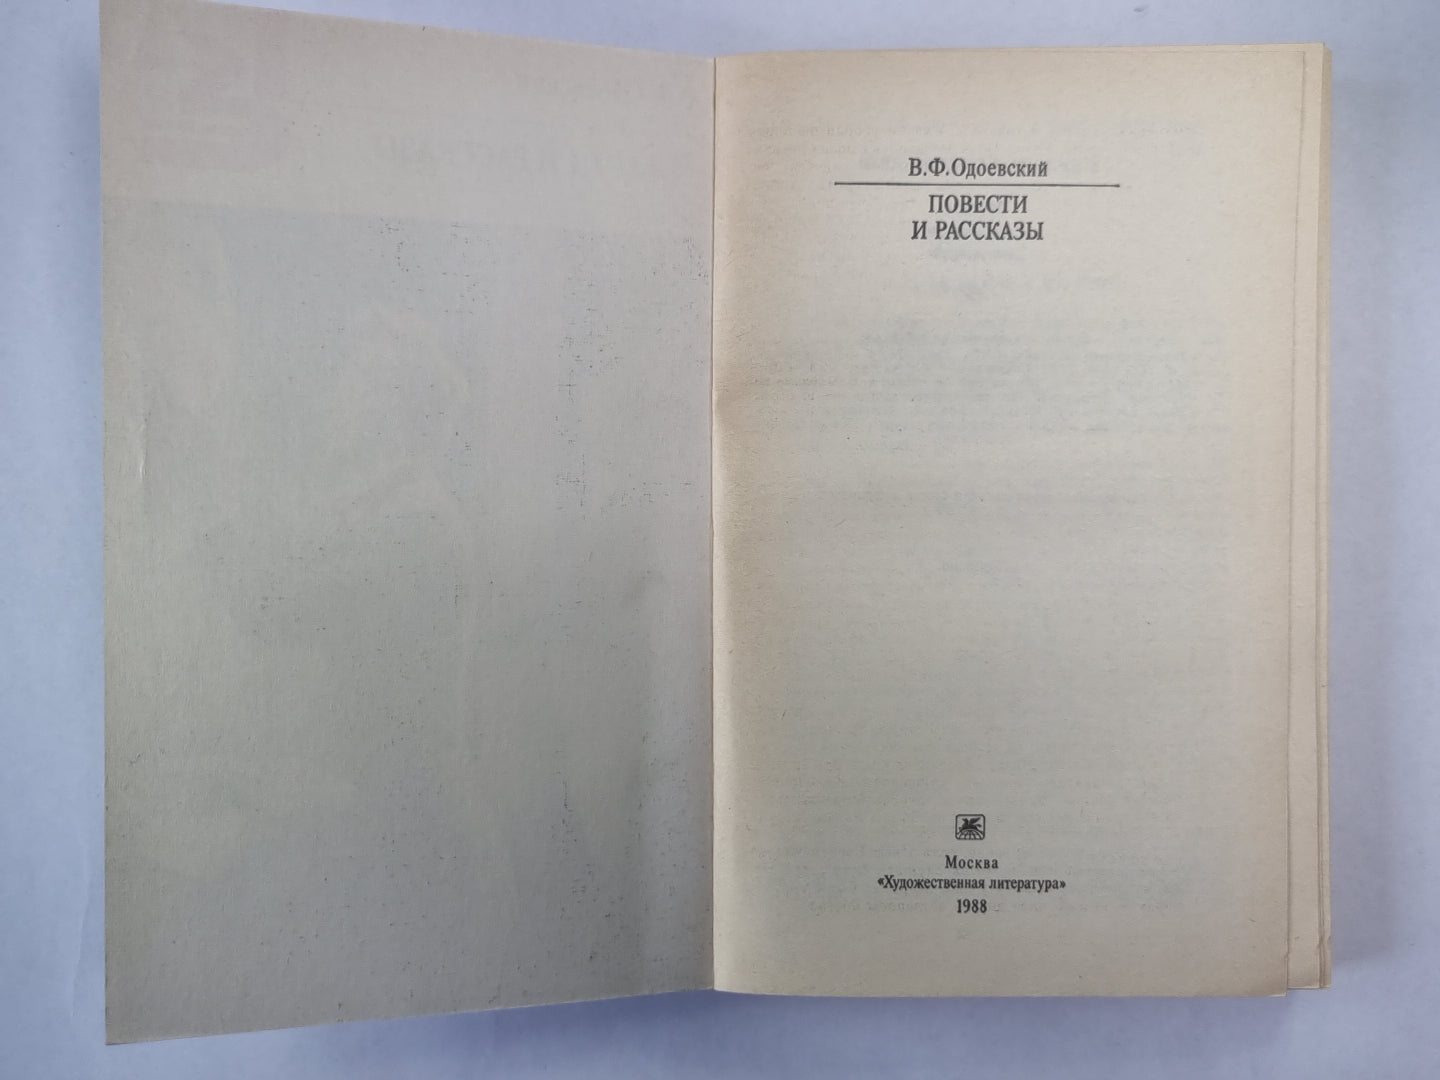 В.Ф.Одоевский
ПОВЕСТИ
И РАССКАЗЫ
Москва
«Художественная литература»
1988